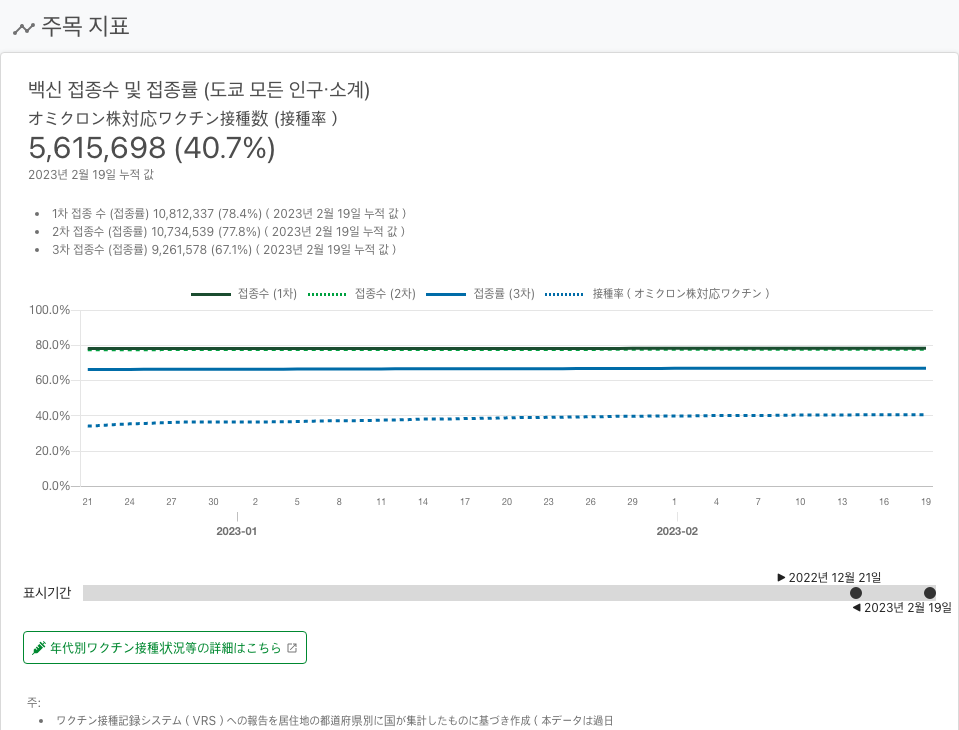 주목 지표
백신 접종수 및 접종률 (도쿄 모든 인구·소계)
オミクロン株対応ワクチン接種数 (接種率 )
5,615,698 (40.7%)
2023년 2월 19일 누적 값
• 1차 접종 수 (접종률) 10,812,337 (78.4%) ( 2023년 2월 19일 누적 값 )
• 2차 접종수 (접종률) 10,734,539 (77.8%) ( 2023년 2월 19일 누적 값 )
• 3차 접종수 (접종률) 9,261,578 (67.1%) ( 2023년 2월 19일 누적 값 )
접종수 (1차) 접종수 (2차) 접종률 (3차) 接種率 ( オミクロン株対応ワクチン )
100.0%
80.0%
60.0%
40.0%
20.0%
0.0%
21 24 27 30 2 5 8 11 14 17 20 23 26 29 1 4 7 10 13 16 19
2023-01 2023-02
▶ 2022년 12월 21일
표시기간
◀ 2023년 2월 19일
年代別ワクチン接種状況等の詳細はこちら
주:
• ワクチン接種記録システム ( VRS ) への報告を居住地の都道府県別に国が集計したものに基づき作成 ( 本データは過日